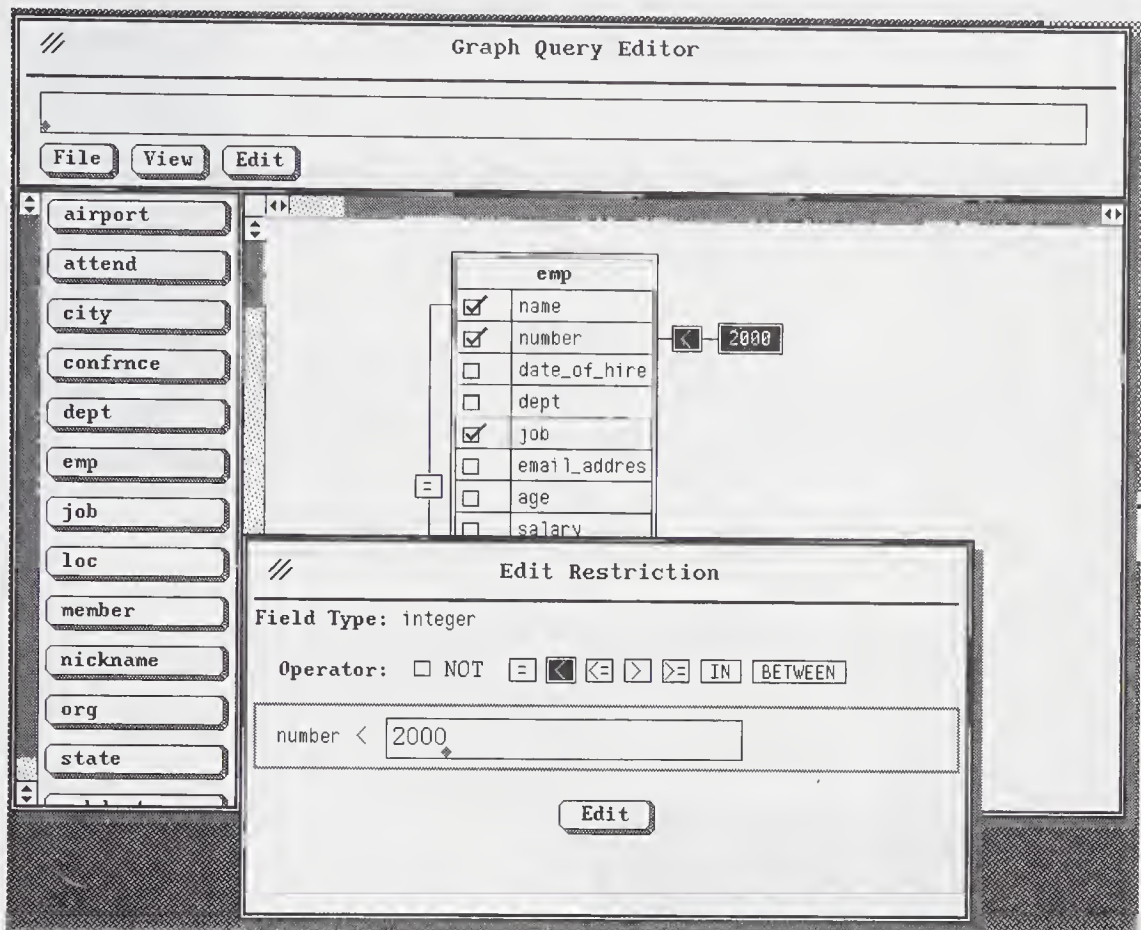 Graph Query Editor
File View Edit
airport
attend
city
confrnce
dept
emp
job
loc
member
nickname
org
state
emp
name
number < 2000
date_of_hire
dept
job
email_addres
=
age
salary
Edit Restriction
Field Type: integer
Operator: NOT = < <= > >= IN BETWEEN
number < 2000
Edit